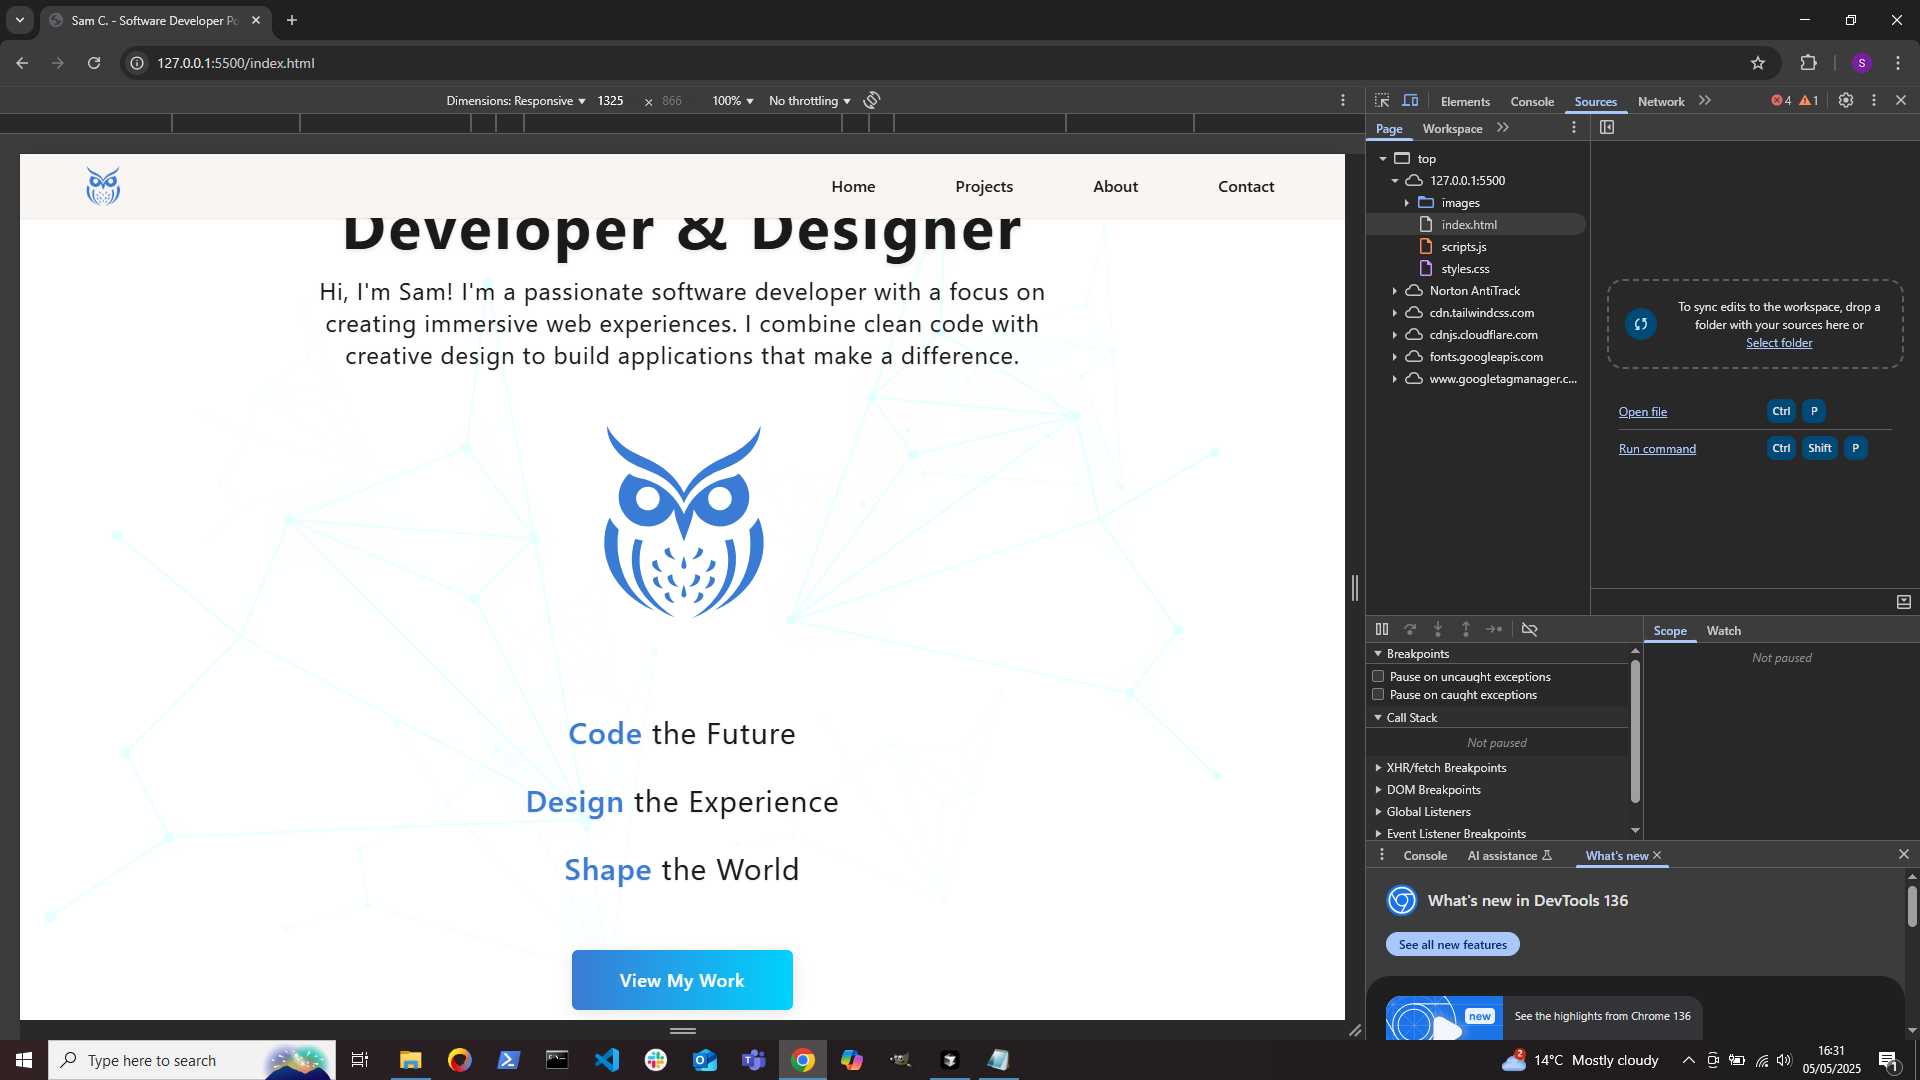 Sam C. - Software Developer Po
127.0.0.1:5500/index.html
Dimensions: Responsive
1325
×
866
100%
No throttling
Home
Projects
About
Contact
Developer & Designer
Hi, I'm Sam! I'm a passionate software developer with a focus on
creating immersive web experiences. I combine clean code with
creative design to build applications that make a difference.
Code the Future
Design the Experience
Shape the World
View My Work
Elements
Console
Sources
Network
4
1
Page
Workspace
top
127.0.0.1:5500
images
index.html
scripts.js
styles.css
Norton AntiTrack
cdn.tailwindcss.com
cdnjs.cloudflare.com
fonts.googleapis.com
www.googletagmanager.c...
To sync edits to the workspace, drop a
folder with your sources here or
Select folder
Open file
Ctrl
P
Run command
Ctrl
Shift
P
Scope
Watch
Breakpoints
Pause on uncaught exceptions
Pause on caught exceptions
Call Stack
Not paused
XHR/fetch Breakpoints
DOM Breakpoints
Global Listeners
Event Listener Breakpoints
Not paused
Console
AI assistance
What's new
What's new in DevTools 136
See all new features
new
See the highlights from Chrome 136
S
Type here to search
2
14°C
Mostly cloudy
16:31
05/05/2025
1